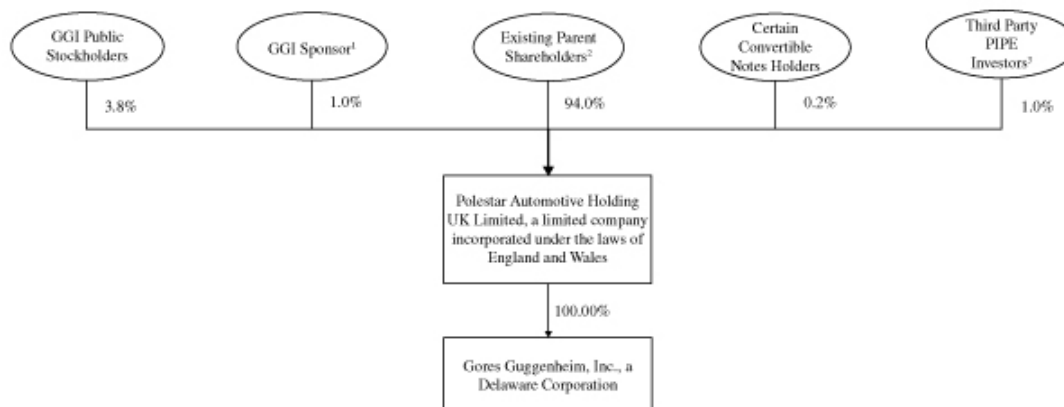 GGI Public
Stockholders
GGI Sponsor¹
Existing Parent
Shareholders²
Certain
Convertible
Notes Holders
Third Party
PIPE
Investors³
3.8%
1.0%
94.0%
0.2%
1.0%
Polestar Automotive Holding
UK Limited, a limited company
incorporated under the laws of
England and Wales
100.00%
Gores Guggenheim, Inc., a
Delaware Corporation